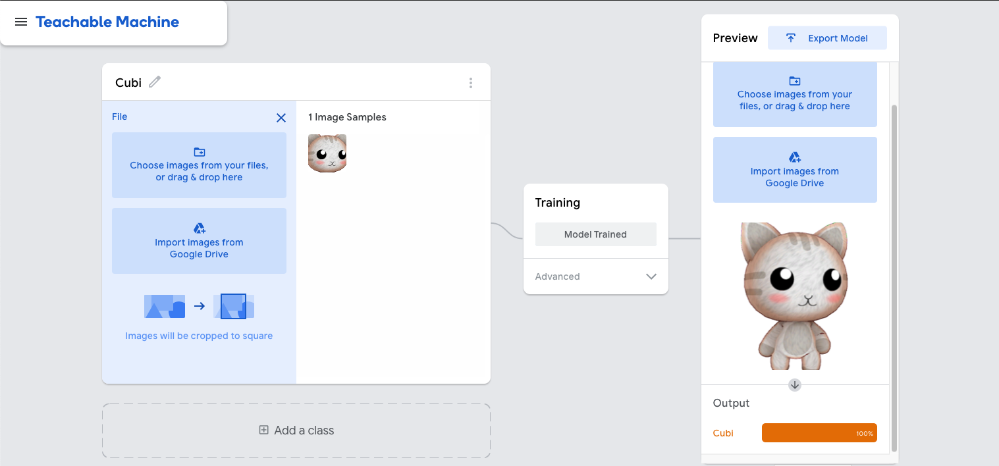 Teachable Machine
Cubi
File
Choose images from your files,
or drag & drop here
Import images from
Google Drive
Images will be cropped to square
1 Image Samples
Add a class
Training
Model Trained
Advanced
Preview
Export Model
Choose images from your
files, or drag & drop here
Import images from
Google Drive
Output
Cubi
100%